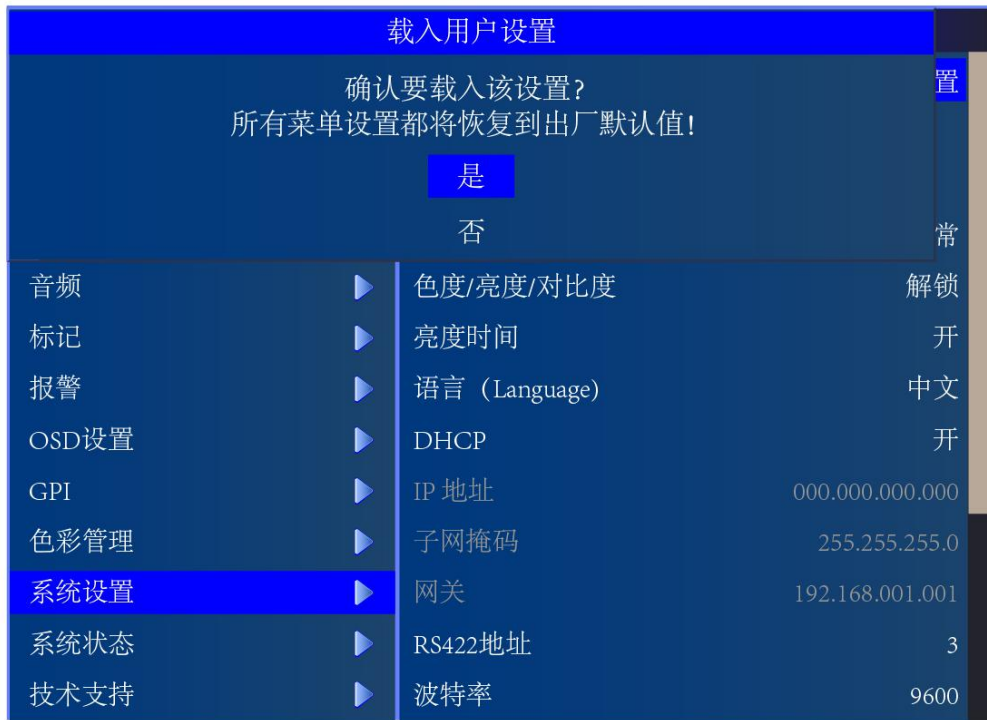 载入用户设置
确认要载入该设置?
所有菜单设置都将恢复到出厂默认值!
置
是
否
常
音频 色度/亮度/对比度 解锁
标记 亮度时间 开
报警 语言（Language) 中文
OSD设置 DHCP 开
GPI IP 地址 000.000.000.000
色彩管理 子网掩码 255.255.255.0
系统设置 网关 192.168.001.001
系统状态 RS422地址 3
技术支持 波特率 9600